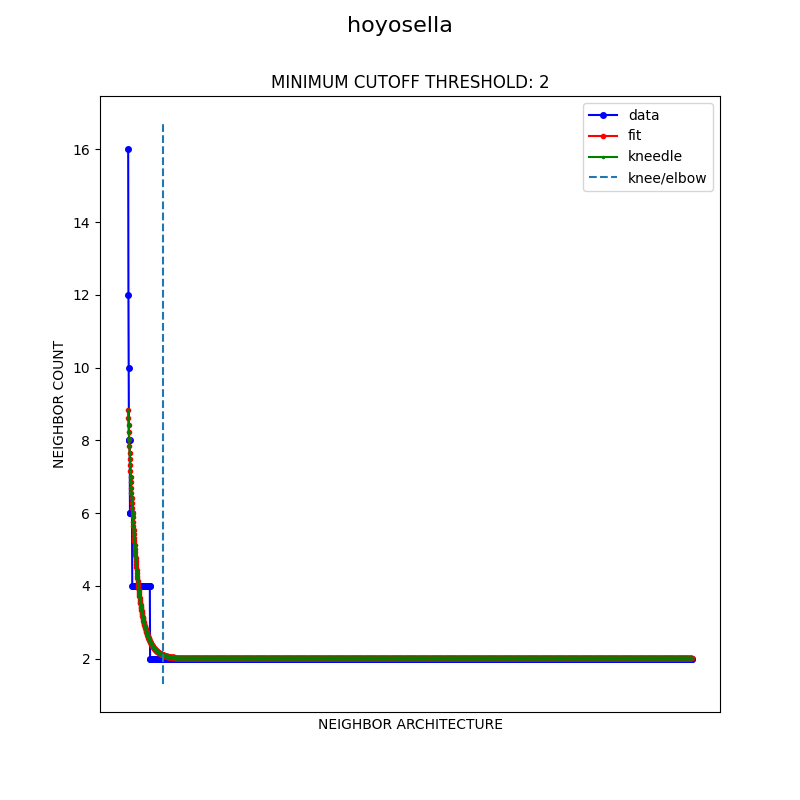 hoyosella
MINIMUM CUTOFF THRESHOLD: 2
data
fit
kneedle
knee/elbow
16
14
12
10
8
6
4
2
NEIGHBOR COUNT
NEIGHBOR ARCHITECTURE